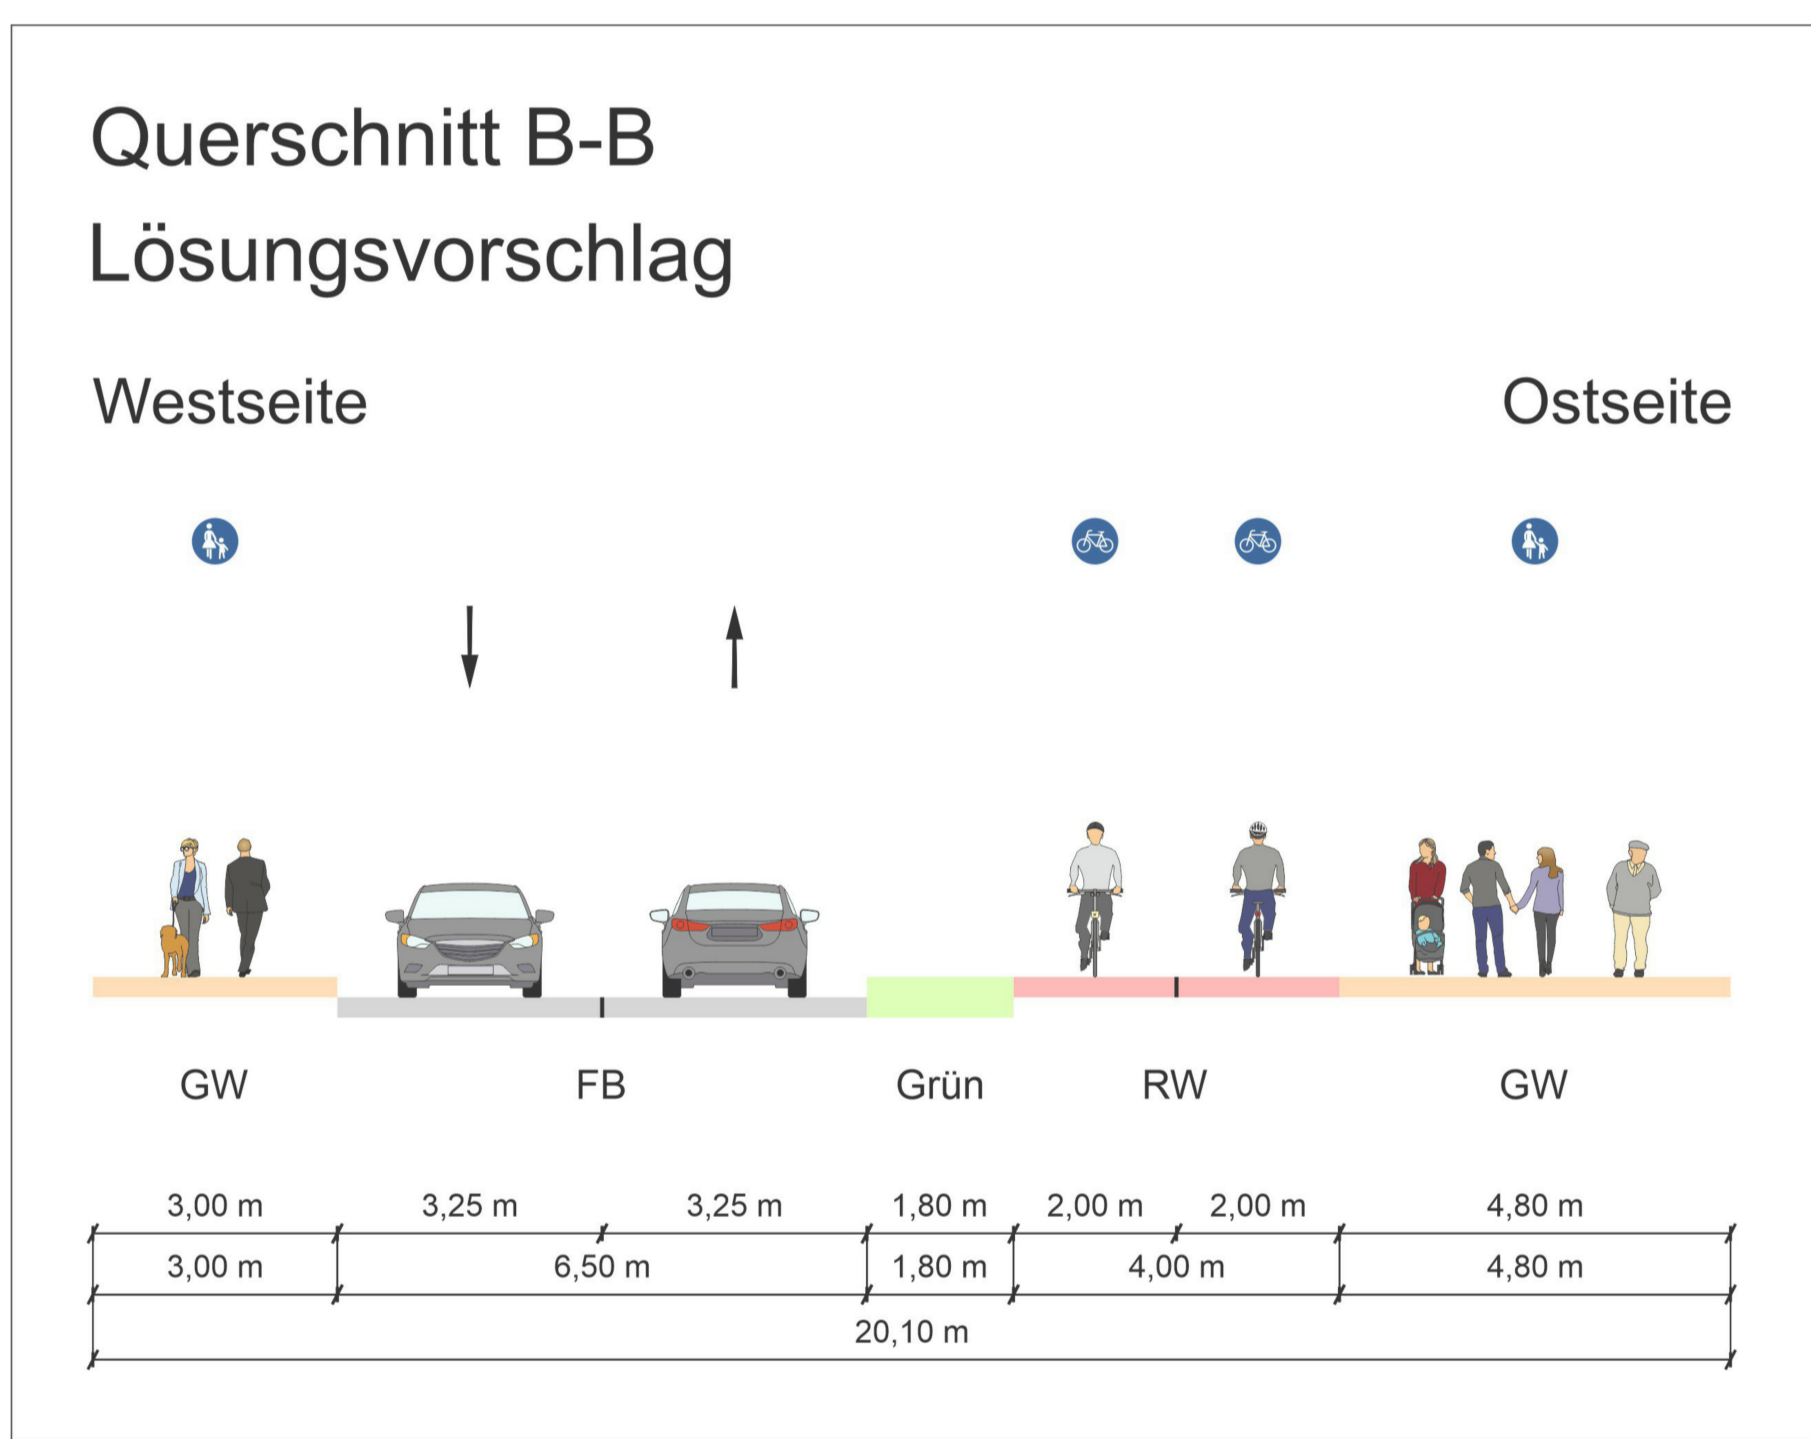 Querschnitt B-B
Lösungsvorschlag
Westseite
Ostseite
GW
FB
Grün
RW
GW
3,00 m
3,25 m
3,25 m
1,80 m
2,00 m
2,00 m
4,80 m
3,00 m
6,50 m
1,80 m
4,00 m
4,80 m
20,10 m